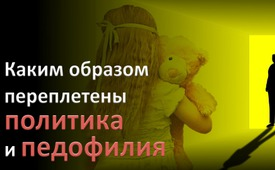 Каким образом
переплетены
политика
и педофилия